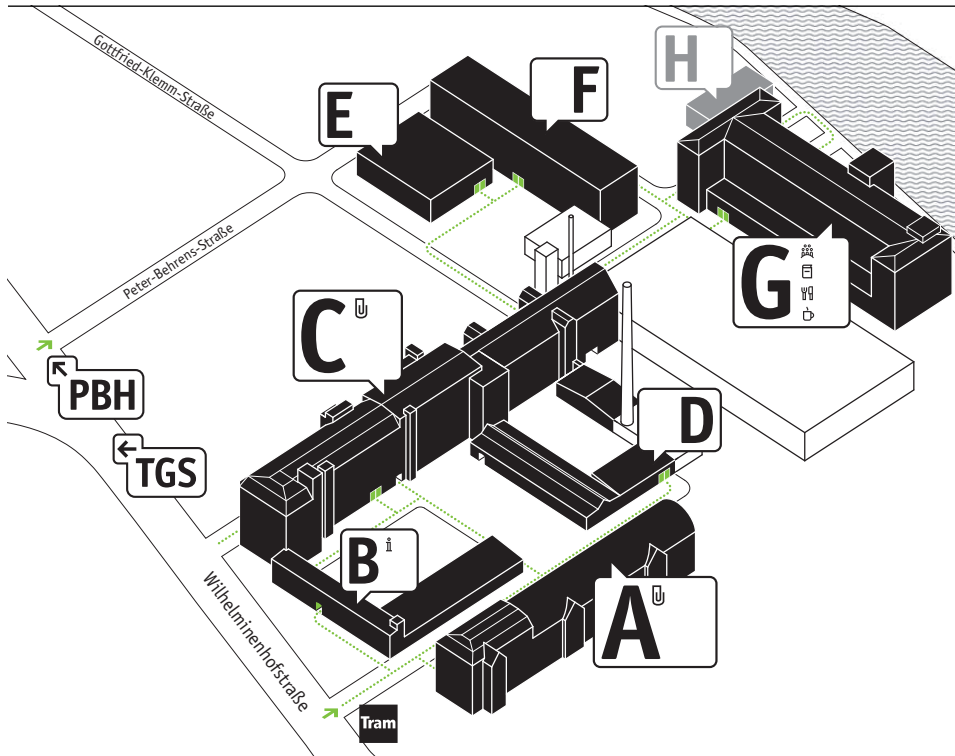 Gottfried-Klemm-Straße
H
F
E
Peter-Behrens-Straße
G
C
PBH
D
TGS
B i
A
Wilhelminenhofstraße
Tram